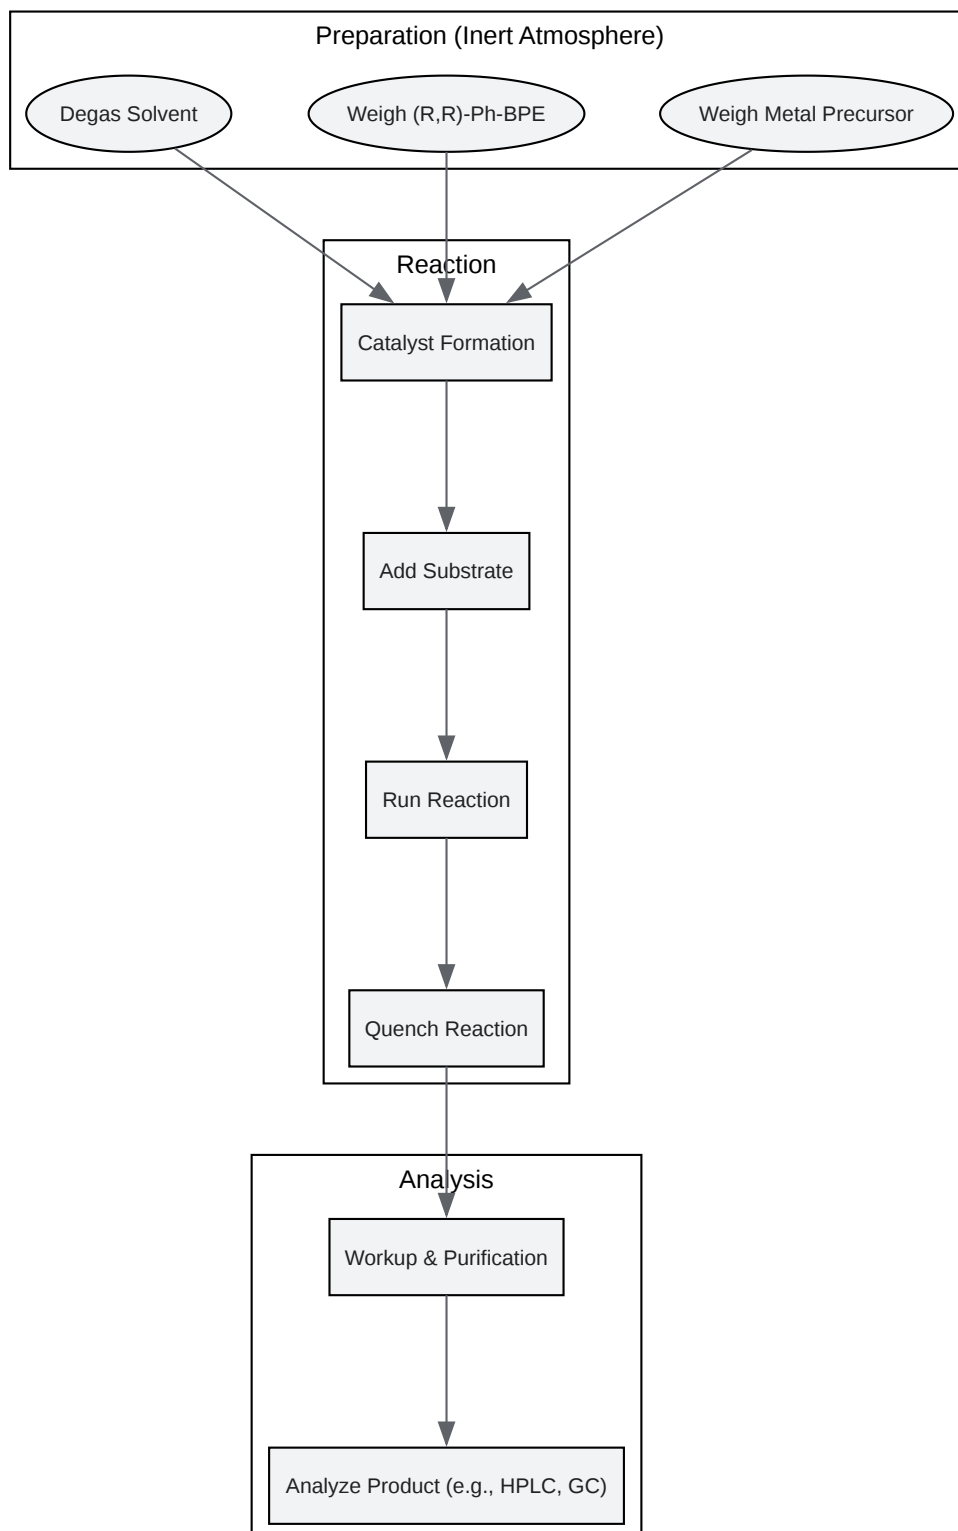 Preparation (Inert Atmosphere)
Degas Solvent
Weigh (R,R)-Ph-BPE
Weigh Metal Precursor
Reaction
Catalyst Formation
Add Substrate
Run Reaction
Quench Reaction
Analysis
Workup & Purification
Analyze Product (e.g., HPLC, GC)